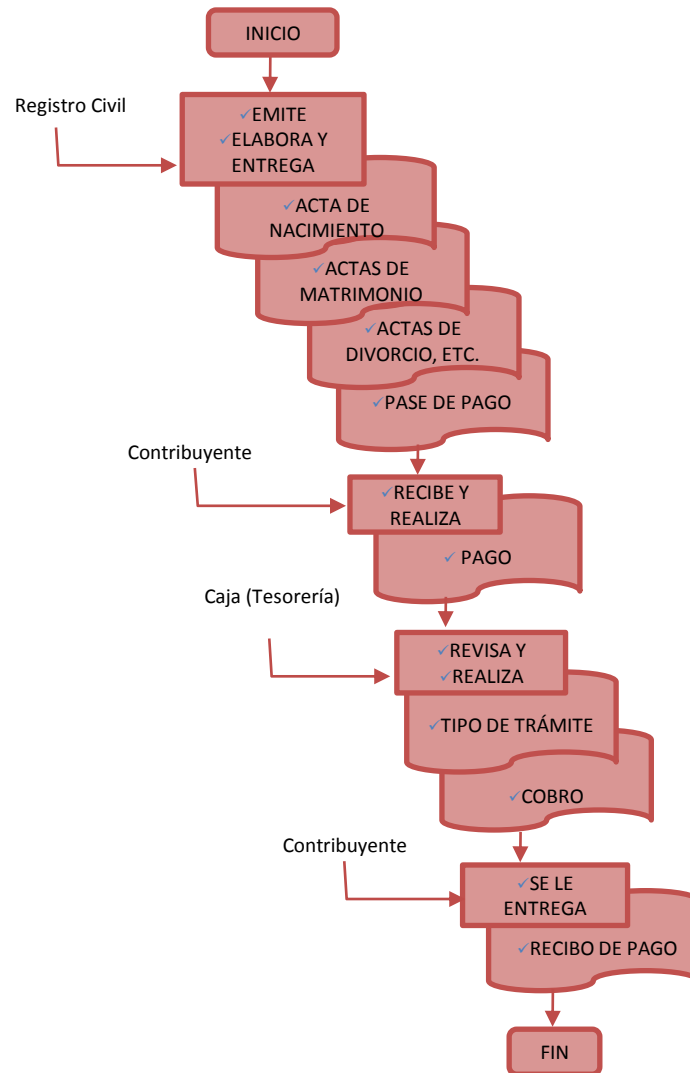 INICIO
Registro Civil
✓EMITE
✓ELABORA Y
ENTREGA
✓ACTA DE
NACIMIENTO
✓ACTAS DE
MATRIMONIO
✓ACTAS DE
DIVORCIO, ETC.
✓PASE DE PAGO
Contribuyente
✓RECIBE Y
REALIZA
✓ PAGO
Caja (Tesorería)
✓REVISA Y
✓REALIZA
✓TIPO DE TRÁMITE
✓COBRO
Contribuyente
✓SE LE
ENTREGA
✓RECIBO DE PAGO
FIN